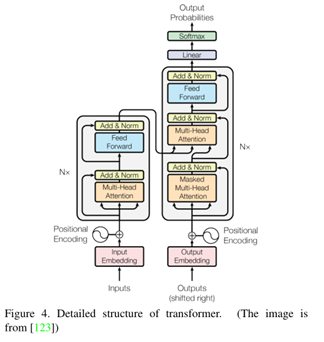 Output
Probabilities
Softmax
Linear
Add & Norm
Feed
Forward
Add & Norm
Multi-Head
Attention
Nx
Add & Norm
Masked
Multi-Head
Attention
Add & Norm
Feed
Forward
Nx
Add & Norm
Multi-Head
Attention
Positional
Encoding
Positional
Encoding
Input
Embedding
Output
Embedding
Inputs
Outputs
(shifted right)
Figure 4. Detailed structure of transformer. (The image is
from [123])